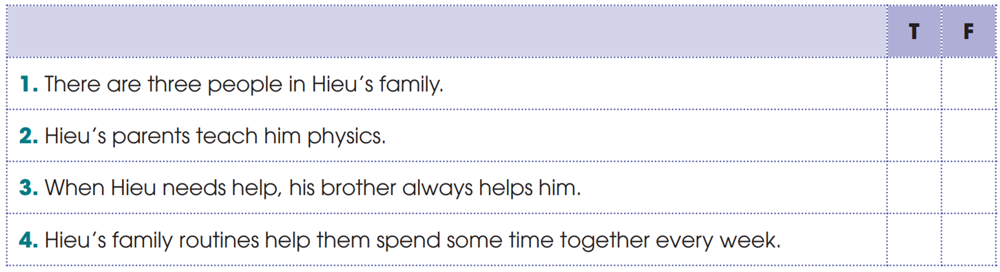 T F
1. There are three people in Hieu’s family.
2. Hieu’s parents teach him physics.
3. When Hieu needs help, his brother always helps him.
4. Hieu’s family routines help them spend some time together every week.